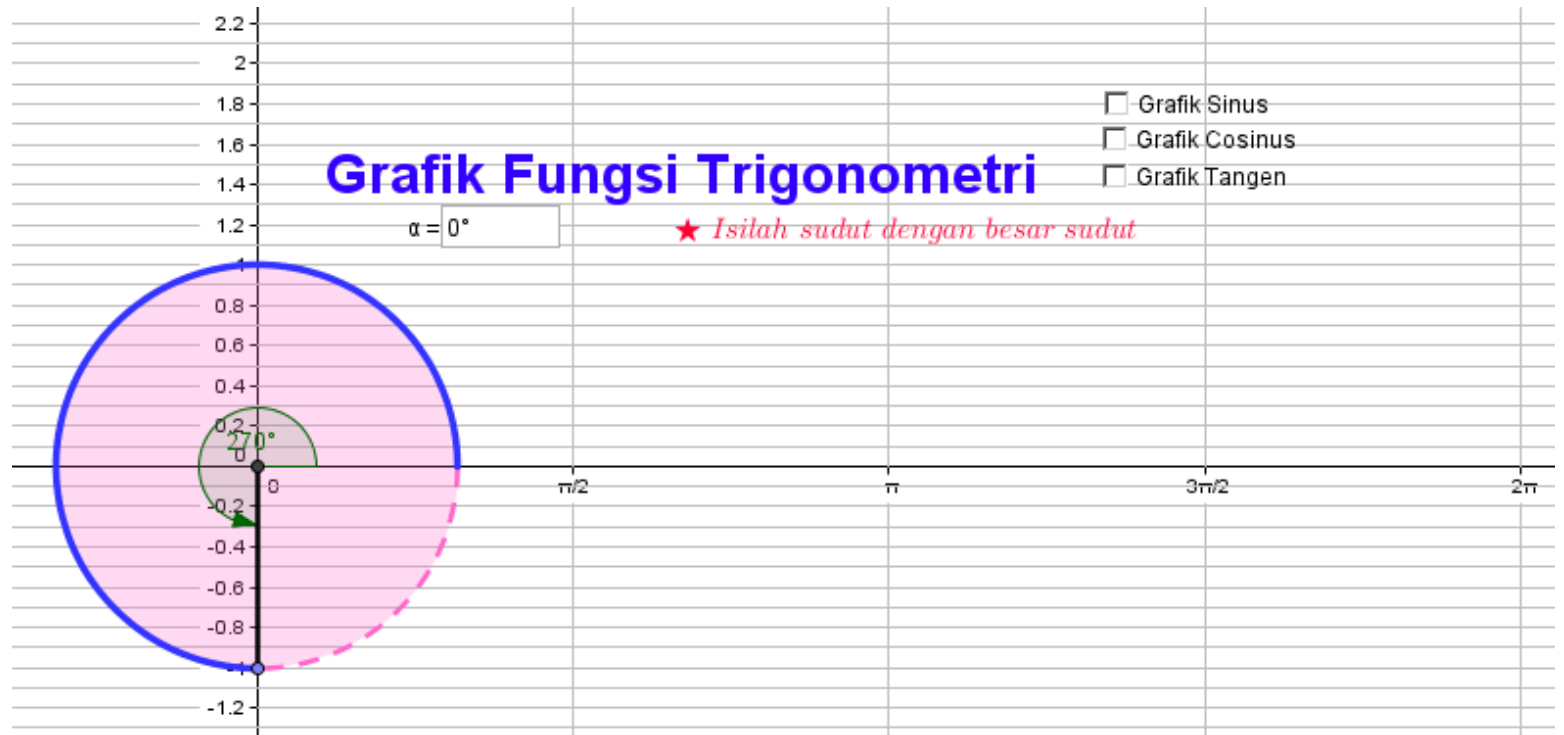 2.2
2
1.8
Grafik Sinus
1.6
Grafik Cosinus
Grafik Fungsi Trigonometri
1.4
Grafik Tangen
1.2
α = 0°
★ Isilah sudut dengan besar sudut
1
0.8
0.6
0.4
0.2
270°
0
0 π/2 π 3π/2 2π
-0.2
-0.4
-0.6
-0.8
-1
-1.2